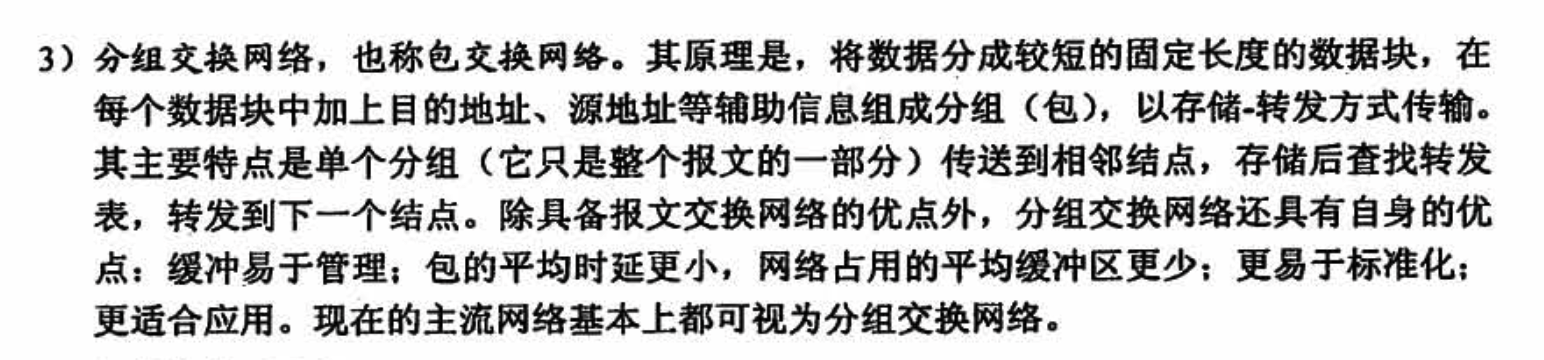 3）分组交换网络，也称包交换网络。其原理是，将数据分成较短的固定长度的数据块，在
每个数据块中加上目的地址、源地址等辅助信息组成分组（包），以存储-转发方式传输。
其主要特点是单个分组（它只是整个报文的一部分）传送到相邻结点，存储后查找转发
表，转发到下一个结点。除具备报文交换网络的优点外，分组交换网络还具有自身的优
点：缓冲易于管理；包的平均时延更小，网络占用的平均缓冲区更少；更易于标准化；
更适合应用。现在的主流网络基本上都可视为分组交换网络。